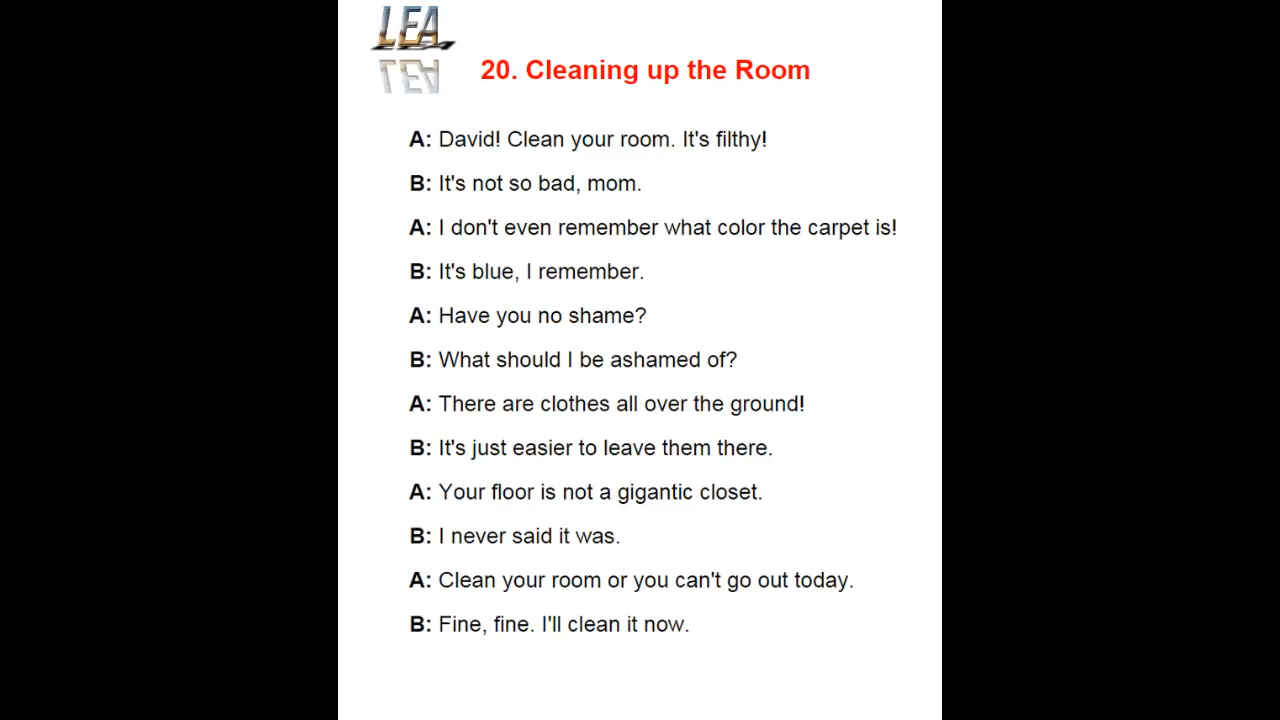 LEA
20. Cleaning up the Room
A: David! Clean your room. It's filthy!
B: It's not so bad, mom.
A: I don't even remember what color the carpet is!
B: It's blue, I remember.
A: Have you no shame?
B: What should I be ashamed of?
A: There are clothes all over the ground!
B: It's just easier to leave them there.
A: Your floor is not a gigantic closet.
B: I never said it was.
A: Clean your room or you can't go out today.
B: Fine, fine. I'll clean it now.